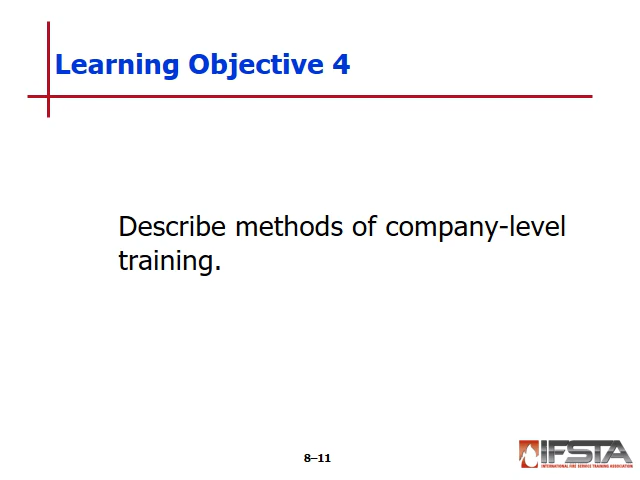 Learning Objective 4
Describe methods of company-level
training.
8–11
IFSTA
INTERNATIONAL FIRE SERVICE TRAINING ASSOCIATION